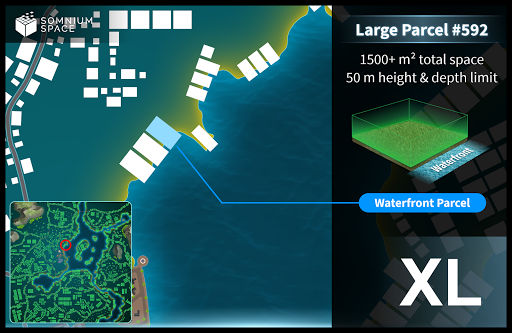 SOMNIUM
SPACE
Large Parcel #592
1500+ m² total space
50 m height & depth limit
Waterfront
Waterfront Parcel
XL